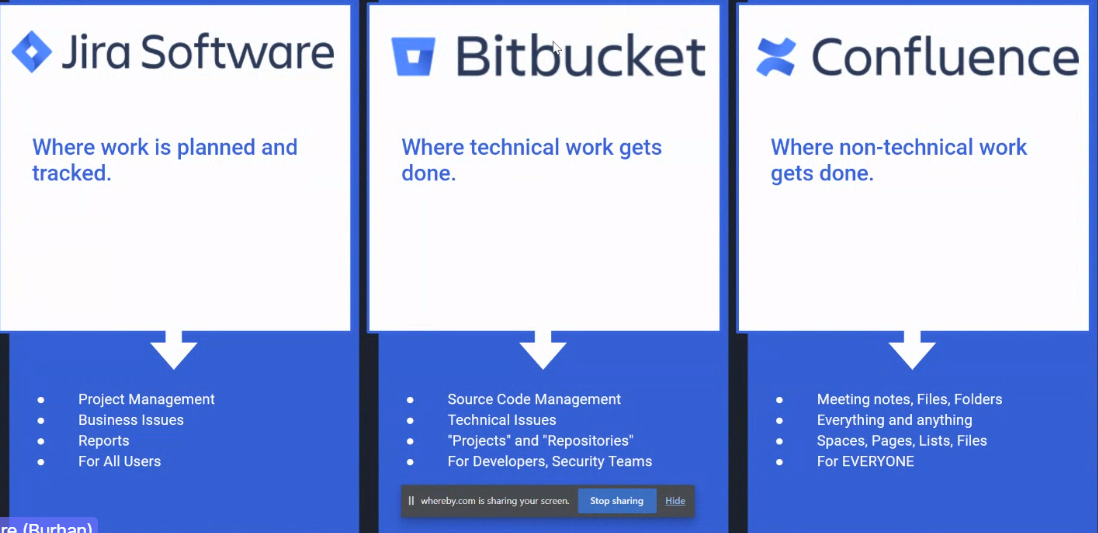 Jira Software
Where work is planned and
tracked.
Project Management
Business Issues
Reports
For All Users
Bitbucket
Where technical work gets
done.
Source Code Management
Technical Issues
"Projects" and "Repositories"
For Developers, Security Teams
Confluence
Where non-technical work
gets done.
Meeting notes, Files, Folders
Everything and anything
Spaces, Pages, Lists, Files
For EVERYONE
whereby.com is sharing your screen. Stop sharing Hide
re (Burhan)